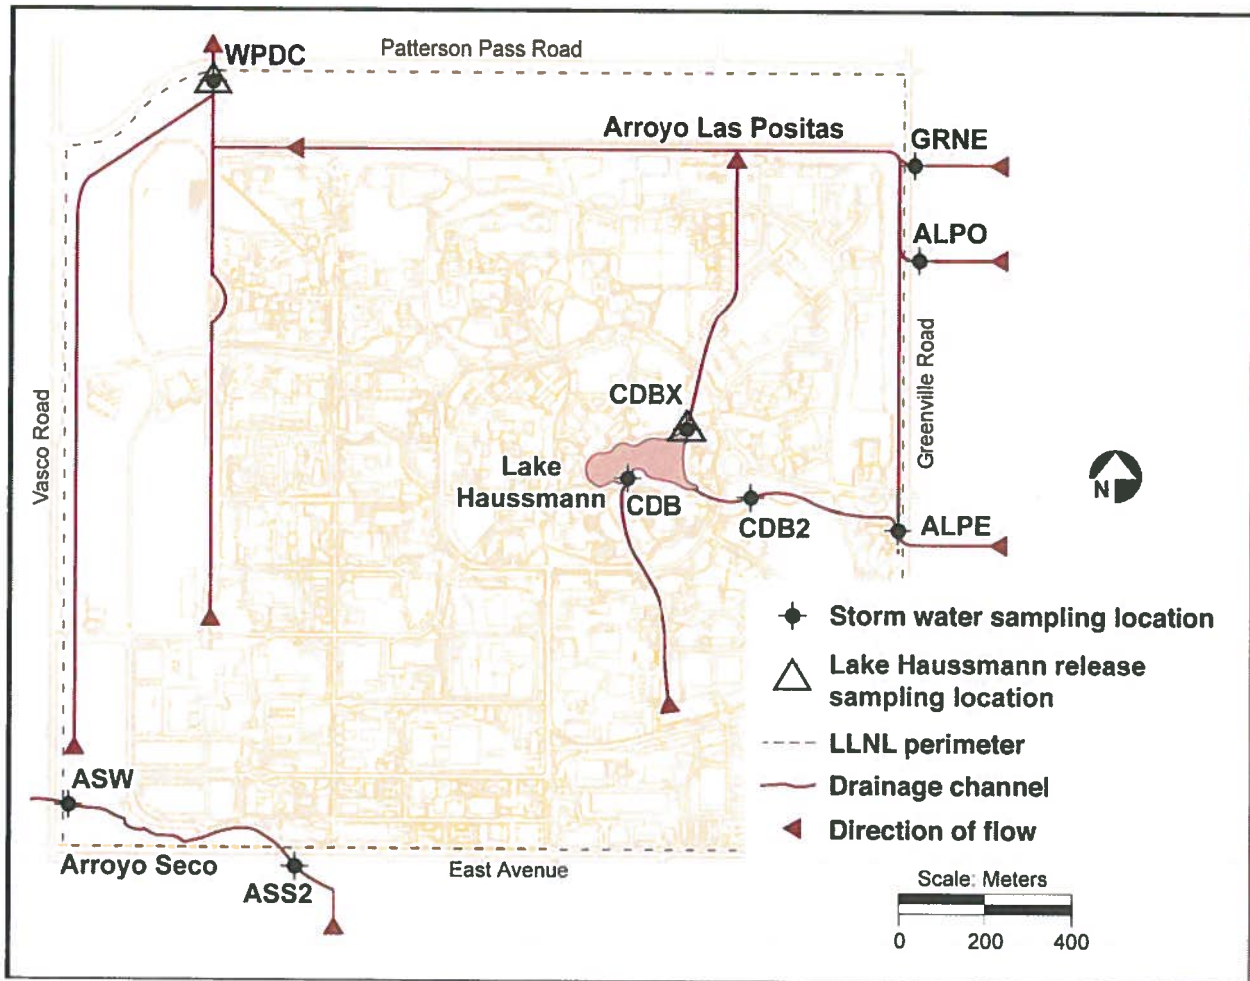 WPDC
Patterson Pass Road
Arroyo Las Positas
GRNE
ALPO
Greenville Road
Vasco Road
CDBX
Lake
Haussmann
CDB
CDB2
ALPE
N
Storm water sampling location
Lake Haussmann release
sampling location
LLNL perimeter
Drainage channel
Direction of flow
ASW
Arroyo Seco
ASS2
East Avenue
Scale: Meters
0 200 400